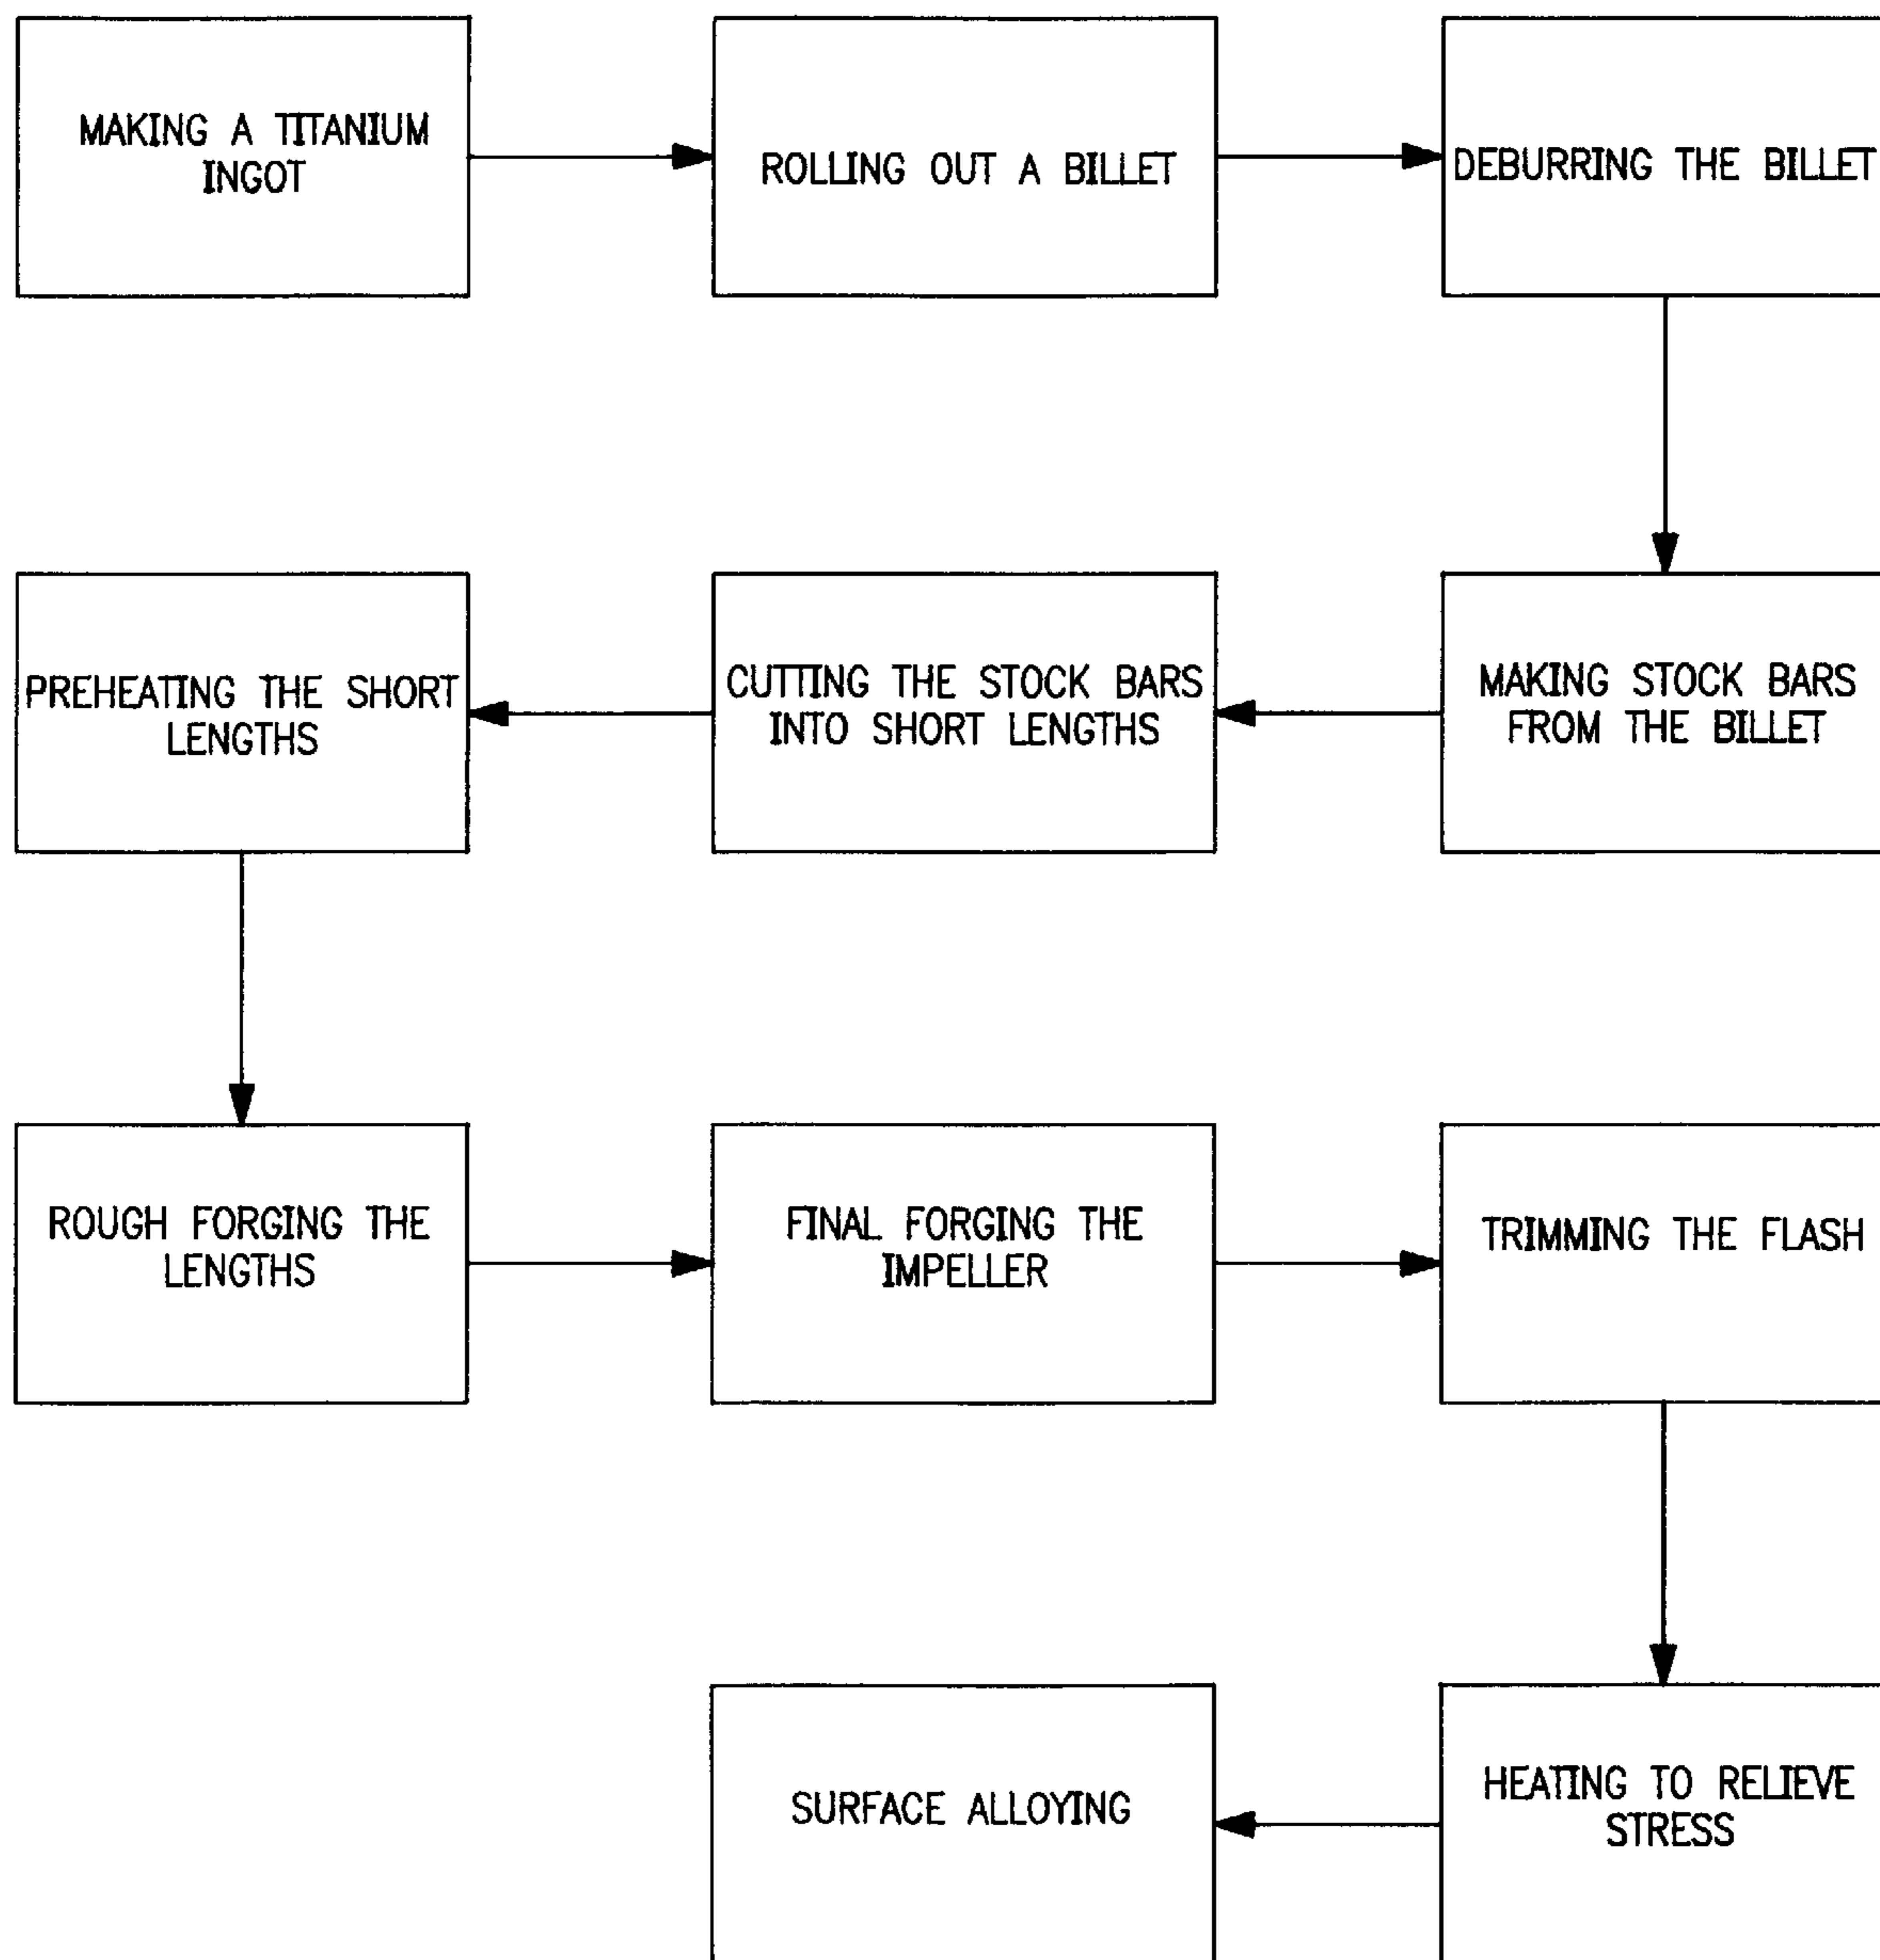 MAKING A TITANIUM
INGOT
ROLLING OUT A BILLET
DEBURRING THE BILLET
MAKING STOCK BARS
FROM THE BILLET
CUTTING THE STOCK BARS
INTO SHORT LENGTHS
PREHEATING THE SHORT
LENGTHS
ROUGH FORGING THE
LENGTHS
FINAL FORGING THE
IMPELLER
TRIMMING THE FLASH
HEATING TO RELIEVE
STRESS
SURFACE ALLOYING